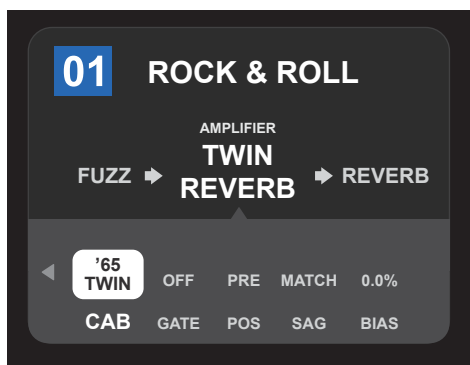 01 ROCK & ROLL
AMPLIFIER
TWIN
FUZZ REVERB REVERB
’65
TWIN OFF PRE MATCH 0.0%
CAB GATE POS SAG BIAS